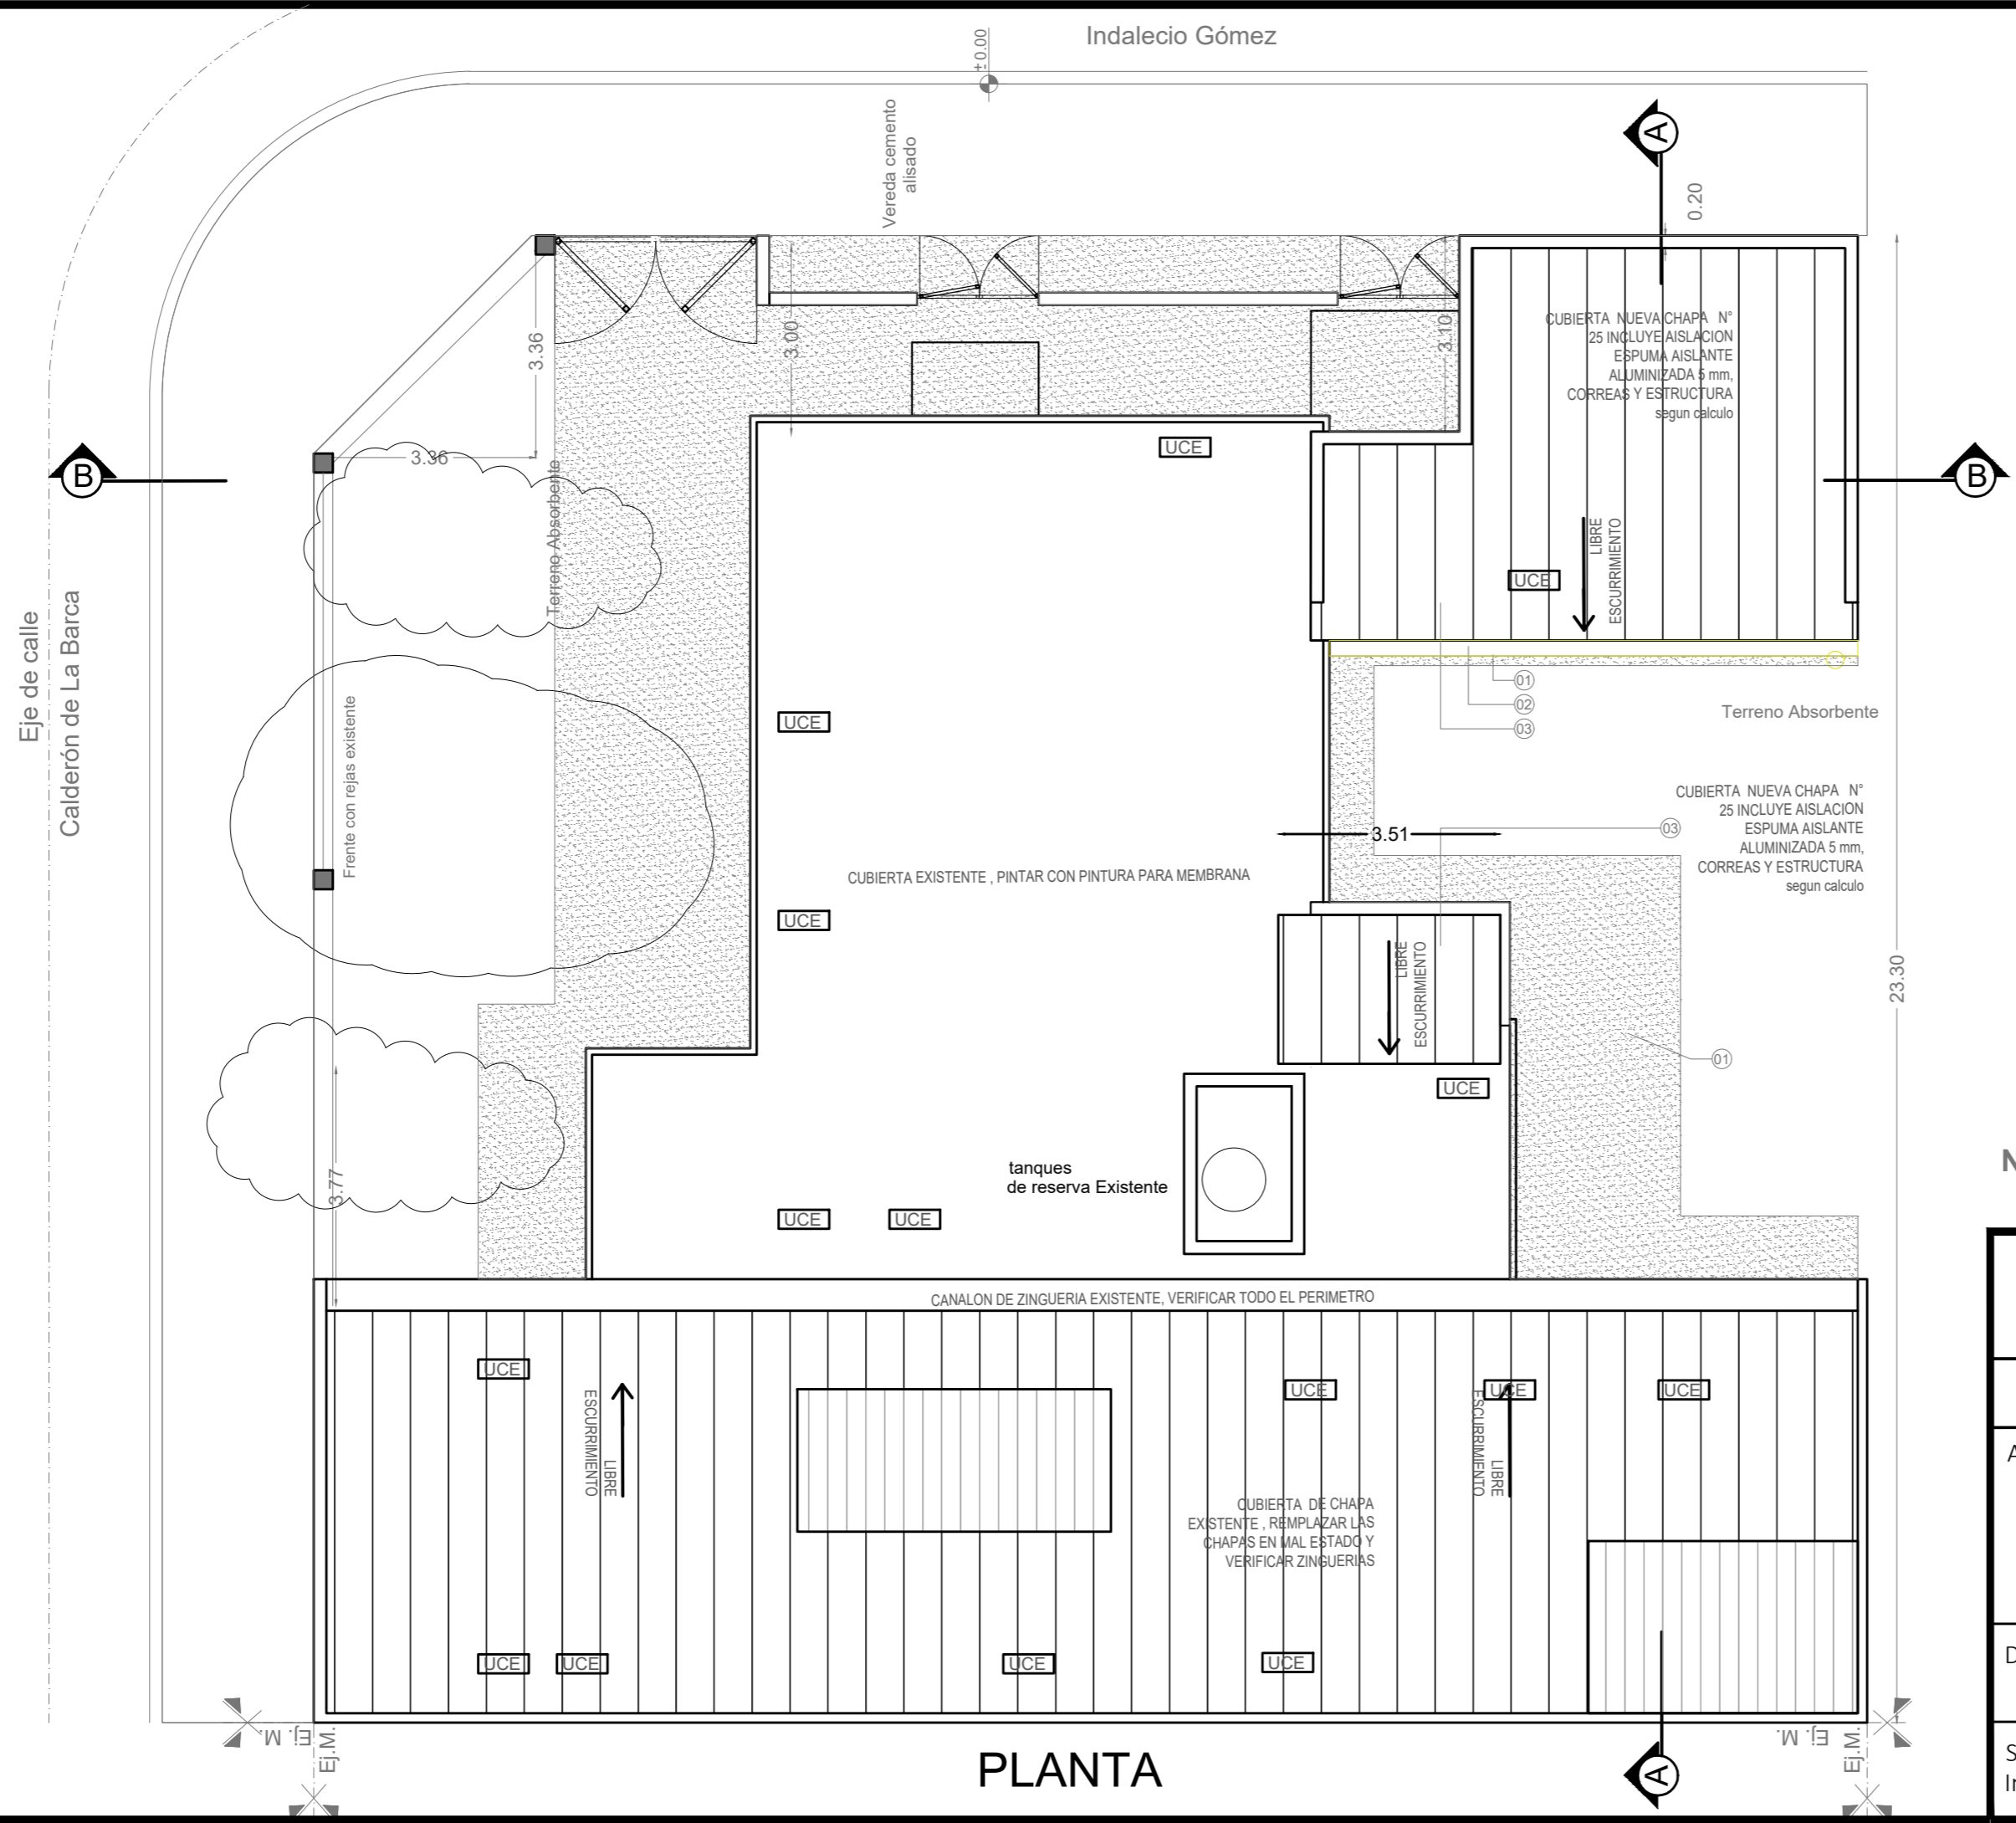 Indalecio Gómez
±0.00
Vereda cemento
alisado
A
0.20
3.36
3.00
3.10
CUBIERTA NUEVA CHAPA N°
25 INCLUYE AISLACION
ESPUMA AISLANTE
ALUMINIZADA 5 mm,
CORREAS Y ESTRUCTURA
segun calculo
UCE
B
3.36
B
Terreno Absorbente
LIBRE
ESCURRIMIENTO
UCE
Eje de calle
Calderón de La Barca
Frente con rejas existente
01
02
03
UCE
Terreno Absorbente
CUBIERTA NUEVA CHAPA N°
25 INCLUYE AISLACION
ESPUMA AISLANTE
ALUMINIZADA 5 mm,
CORREAS Y ESTRUCTURA
segun calculo
03
3.51
CUBIERTA EXISTENTE , PINTAR CON PINTURA PARA MEMBRANA
UCE
LIBRE
ESCURRIMIENTO
23.30
01
UCE
3.77
tanques
de reserva Existente
N
UCE
UCE
CANALON DE ZINGUERIA EXISTENTE, VERIFICAR TODO EL PERIMETRO
UCE
UCE
UCE
UCE
ESCURRIMIENTO
LIBRE
ESCURRIMIENTO
LIBRE
CUBIERTA DE CHAPA
EXISTENTE , REMPLAZAR LAS
CHAPAS EN MAL ESTADO Y
VERIFICAR ZINGUERIAS
A
UCE
UCE
UCE
UCE
D
Ej. M.
Ej.M.
Ej. M.
Ej.M.
S
In
PLANTA
A